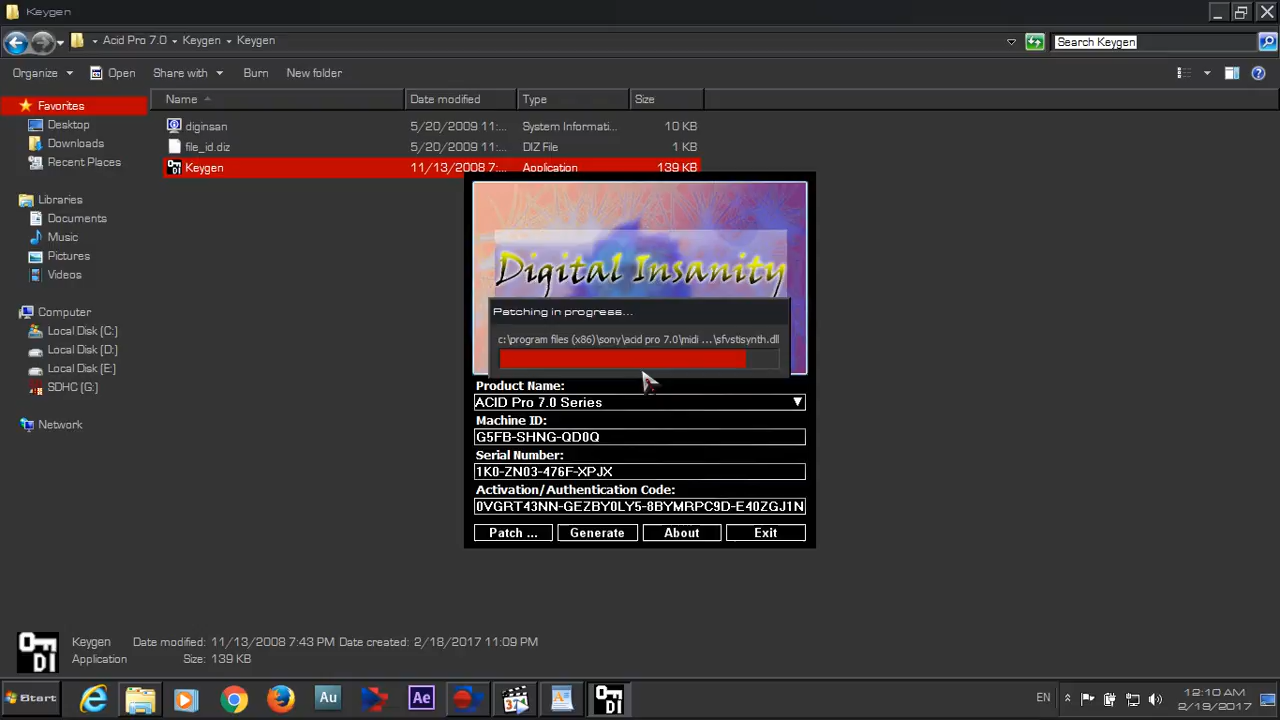 Keygen
Acid Pro 7.0 Keygen Keygen
Search Keygen
Organize Open Share with Burn New folder
Favorites
Desktop
Downloads
Recent Places
Libraries
Documents
Music
Pictures
Videos
Computer
Local Disk (C:)
Local Disk (D:)
Local Disk (E:)
SDHC (G:)
Network
Name Date modified Type Size
diginsan 5/20/2009 11:... System Informati... 10 KB
file_id.diz 5/20/2009 11:... DIZ File 1 KB
Keygen 11/13/2008 7:... Application 139 KB
Digital Insanity
Patching in progress...
c:\program files (x86)\sony\acid pro 7.0\midi ...\sfvstisynth.dll
Product Name:
ACID Pro 7.0 Series
Machine ID:
G5FB-SHNG-QD0Q
Serial Number:
1K0-ZN03-476F-XPJX
Activation/Authentication Code:
0VGRT43NN-GEZBY0LY5-8BYMRPC9D-E40ZGJ1N
Patch ... Generate About Exit
Keygen Date modified: 11/13/2008 7:43 PM Date created: 2/18/2017 11:09 PM
Application Size: 139 KB
Start Au Ae EN 12:10 AM
2/19/2017